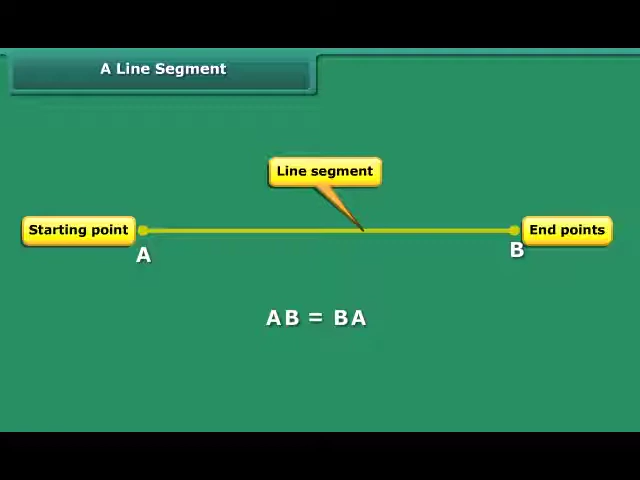 A Line Segment
Line segment
Starting point
End points
A
B
AB = BA